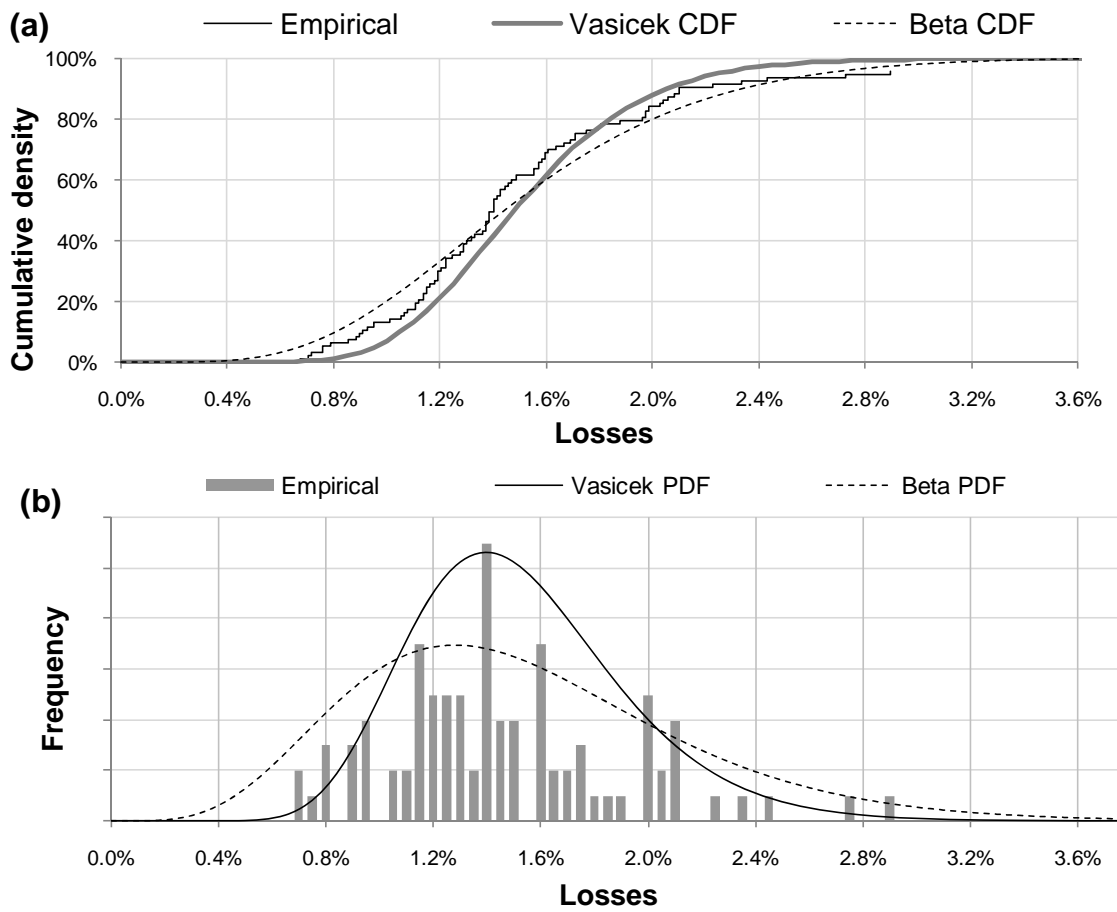 (a)
Empirical Vasicek CDF Beta CDF
100%
80%
60%
40%
20%
0%
Cumulative density
0.0% 0.4% 0.8% 1.2% 1.6% 2.0% 2.4% 2.8% 3.2% 3.6%
Losses
(b)
Empirical Vasicek PDF Beta PDF
Frequency
0.0% 0.4% 0.8% 1.2% 1.6% 2.0% 2.4% 2.8% 3.2% 3.6%
Losses